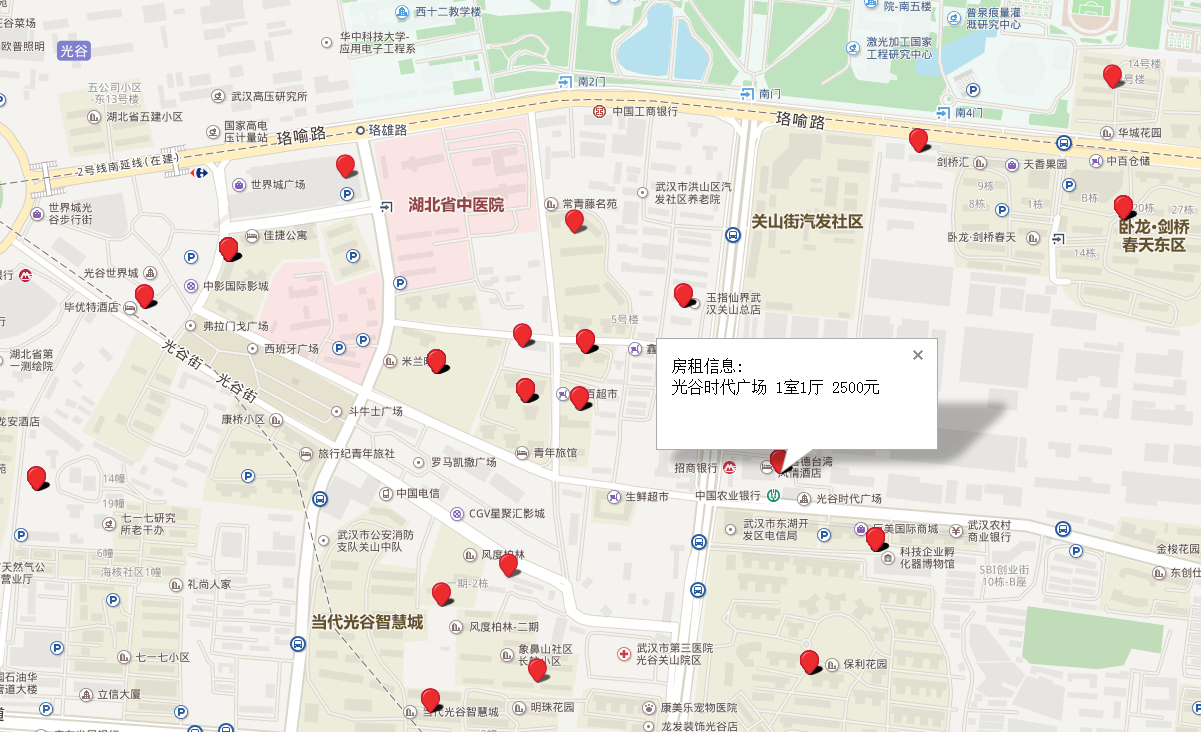 西十二教学楼
院-南五楼
普泉痕量灌
溉研究中心
谷菜场
欧普照明
光谷
华中科技大学-
应用电子工程系
激光加工国家
工程研究中心
14号楼
号楼
五公司小区
-东13号楼
武汉高压研究所
南2门
南门
中国工商银行
南4门
湖北省五建小区
国家高电
压计量站
珞喻路
珞雄路
珞喻路
华城花园
2号线南延线(在建)
剑桥汇
天香果园
中百仓储
世界城广场
9栋
8栋
1栋
B栋
20栋
27栋
世界城光
谷步行街
湖北省中医院
常青藤名苑
武汉市洪山区汽
发社区养老院
关山街汽发社区
卧龙·剑桥
春天东区
佳捷公寓
卧龙·剑桥春天
14栋
银行
光谷世界城
中影国际影城
毕优特酒店
玉指仙界武
汉关山总店
行
弗拉门戈广场
5号楼
湖北省第
一测绘院
光谷街
西班牙广场
米兰
鑫
房租信息:
光谷时代广场 1室1厅 2500元
光谷街
百超市
斗牛士广场
康桥小区
龙安酒店
旅行纪青年旅社
罗马凯撒广场
青年旅馆
招商银行
德台湾
风情酒店
14幢
19幢
中国电信
生鲜超市
中国农业银行
光谷时代广场
七一七研究
所老干办
CGV星聚汇影城
武汉市公安消防
支队关山中队
武汉市东湖开
发区电信局
美国际商城
武汉农村
商业银行
6幢
风度柏林
科技企业孵
化器博物馆
金梭花园
天然气公
营业厅
海核社区1幢
礼尚人家
期-2栋
SBI创业街
10栋-B座
东创仕
当代光谷智慧城
风度柏林-二期
七一七小区
象鼻山社区
小区
武汉市第三医院
光谷关山院区
保利花园
园石油华
管道大楼
立信大厦
当代光谷智慧城
明珠花园
康美乐宠物医院
道
龙发装饰光谷店